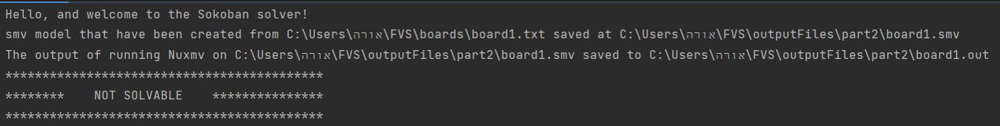 Hello, and welcome to the Sokoban solver!
smv model that have been created from C:\Users\אורה\FVS\boards\board1.txt saved at C:\Users\אורה\FVS\outputFiles\part2\board1.smv
The output of running Nuxmv on C:\Users\אורה\FVS\outputFiles\part2\board1.smv saved to C:\Users\אורה\FVS\outputFiles\part2\board1.out
*******************************************
********    NOT SOLVABLE    ***************
*******************************************